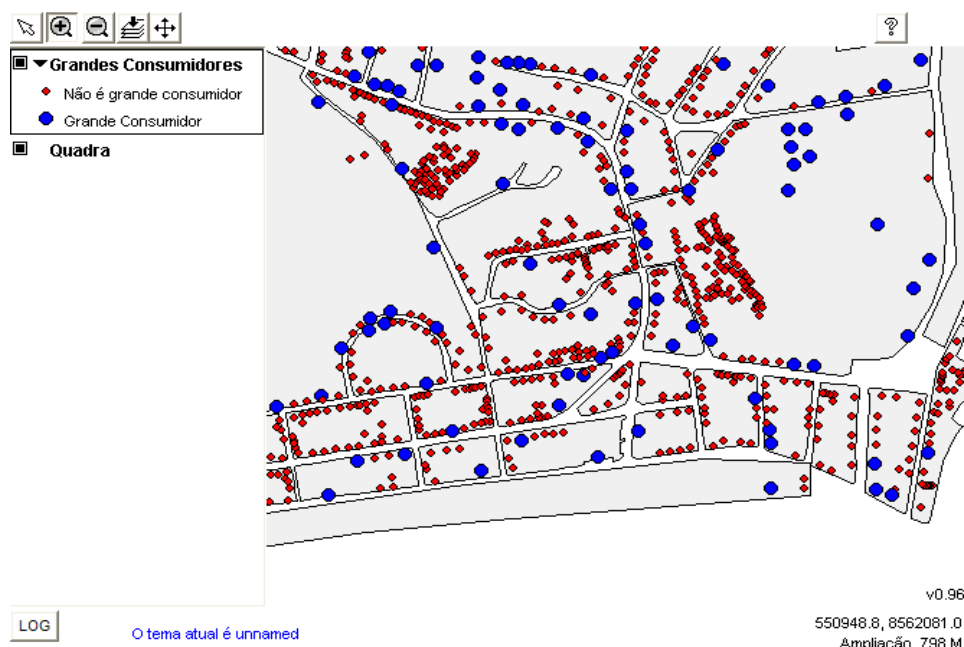 ?
Grandes Consumidores
Não é grande consumidor
Grande Consumidor
Quadra
v0.96
LOG
O tema atual é unnamed
550948.8, 8562081.0
Ampliação 798 M